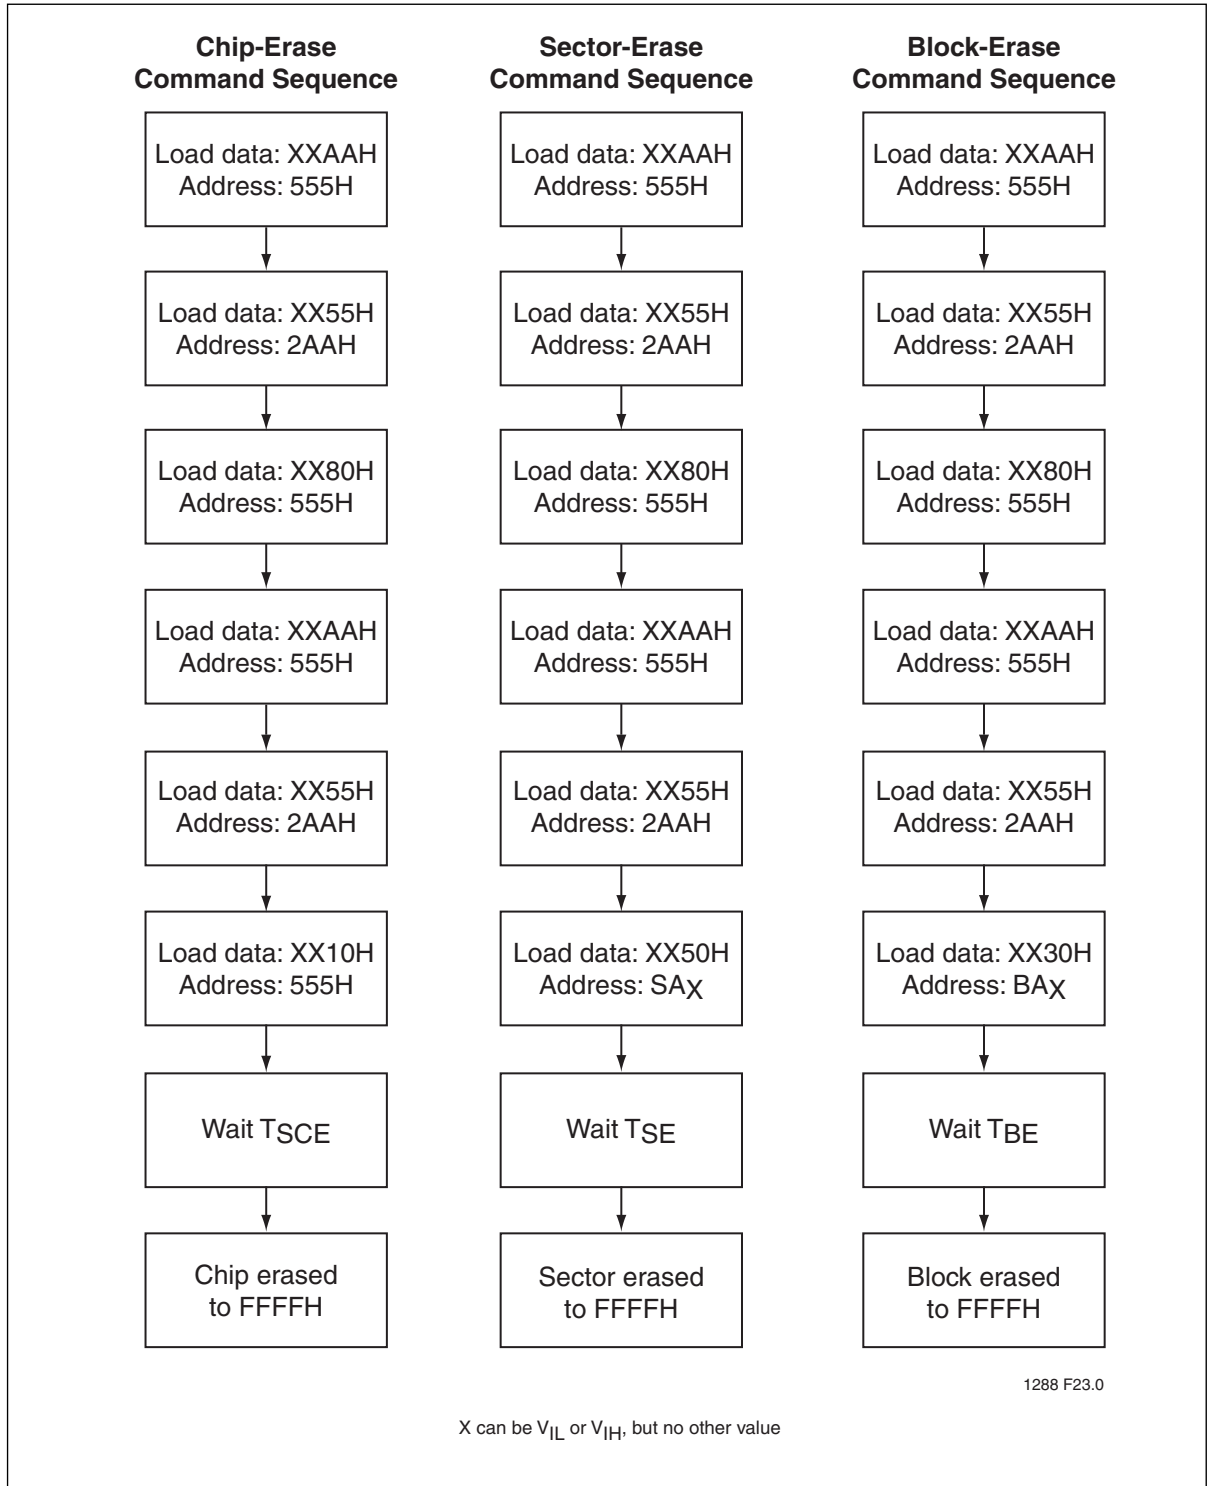 Chip-Erase
Command Sequence
Load data: XXAAH
Address: 555H
Load data: XX55H
Address: 2AAH
Load data: XX80H
Address: 555H
Load data: XXAAH
Address: 555H
Load data: XX55H
Address: 2AAH
Load data: XX10H
Address: 555H
Wait TSCE
Chip erased
to FFFFH
Sector-Erase
Command Sequence
Load data: XXAAH
Address: 555H
Load data: XX55H
Address: 2AAH
Load data: XX80H
Address: 555H
Load data: XXAAH
Address: 555H
Load data: XX55H
Address: 2AAH
Load data: XX50H
Address: SAX
Wait TSE
Sector erased
to FFFFH
Block-Erase
Command Sequence
Load data: XXAAH
Address: 555H
Load data: XX55H
Address: 2AAH
Load data: XX80H
Address: 555H
Load data: XXAAH
Address: 555H
Load data: XX55H
Address: 2AAH
Load data: XX30H
Address: BAX
Wait TBE
Block erased
to FFFFH
1288 F23.0
X can be VIL or VIH, but no other value